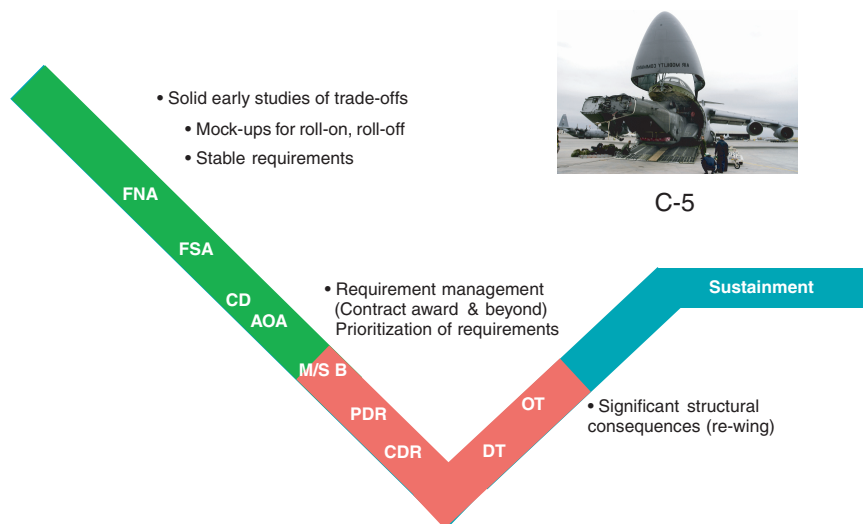 • Solid early studies of trade-offs
• Mock-ups for roll-on, roll-off
• Stable requirements
C-5
FNA
FSA
CD
AOA
• Requirement management
(Contract award & beyond)
Prioritization of requirements
Sustainment
M/S B
PDR
CDR
OT
DT
• Significant structural
consequences (re-wing)